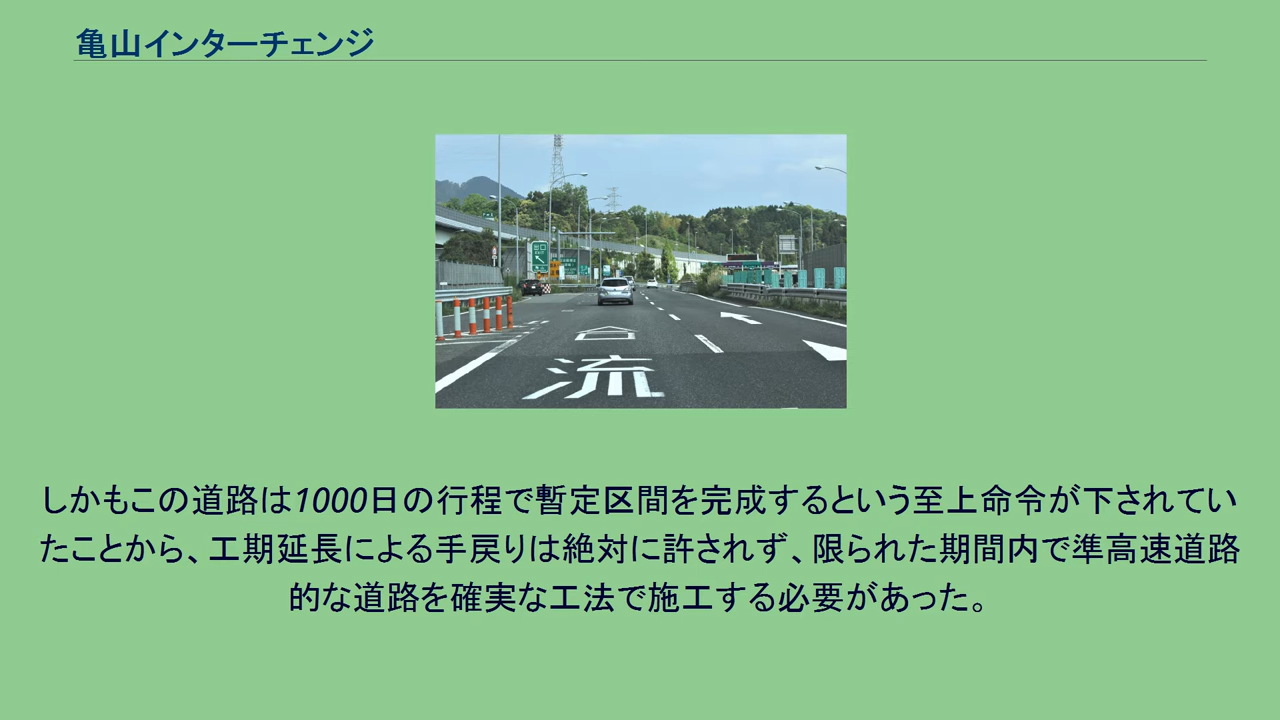 亀山インターチェンジ
出口
流
しかもこの道路は1000日の行程で暫定区間を完成するという至上命令が下されてい
たことから、工期延長による手戻りは絶対に許されず、限られた期間内で準高速道路
的な道路を確実な工法で施工する必要があった。